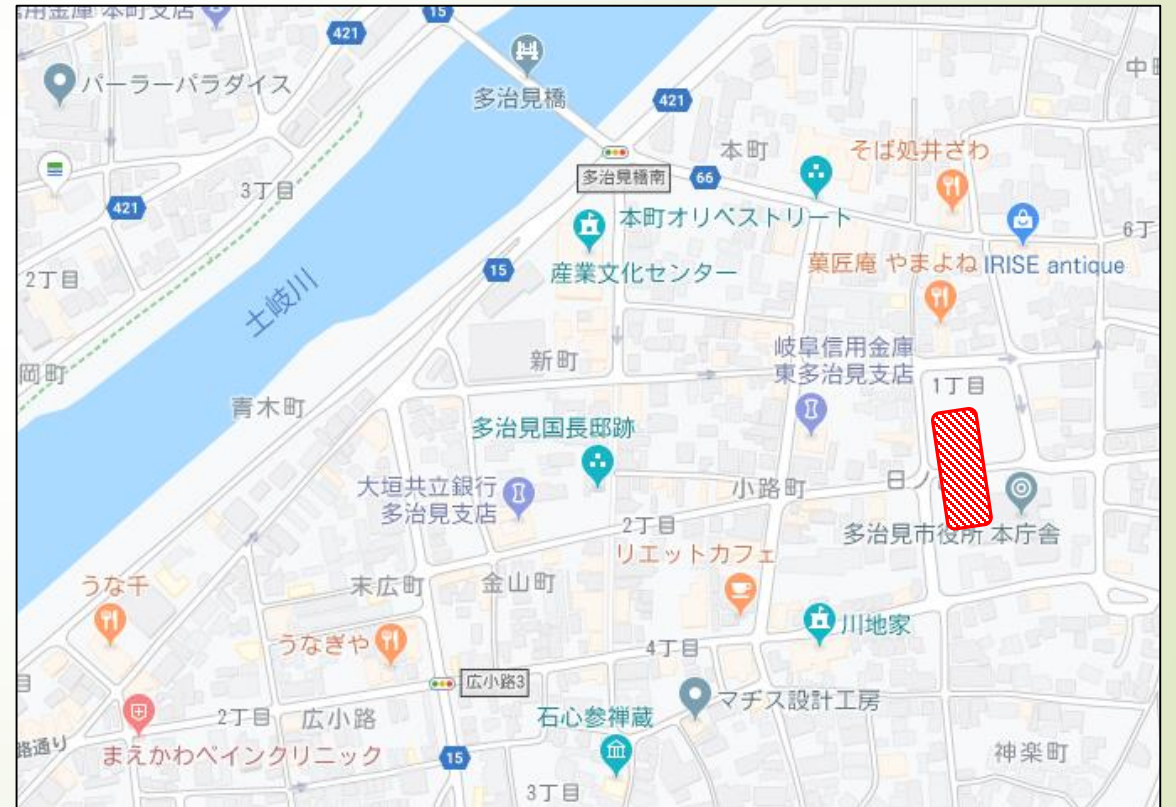 信用金庫 本町支店
15
421
パーラーパラダイス
多治見橋
421
中
本町
そば処井ざわ
多治見橋南
66
3丁目
421
本町オリベストリート
6丁
15
産業文化センター
菓匠庵 やまよね
IRISE antique
2丁目
土岐川
新町
岐阜信用金庫
東多治見支店
1丁目
岡町
青木町
多治見国長邸跡
大垣共立銀行
多治見支店
小路町
日ノ
2丁目
多治見市役所 本庁舎
リエットカフェ
うな千
末広町
金山町
川地家
うなぎや
4丁目
広小路3
マチス設計工房
2丁目
広小路
石心参禅蔵
路通り
まえかわペインクリニック
15
神楽町
3丁目